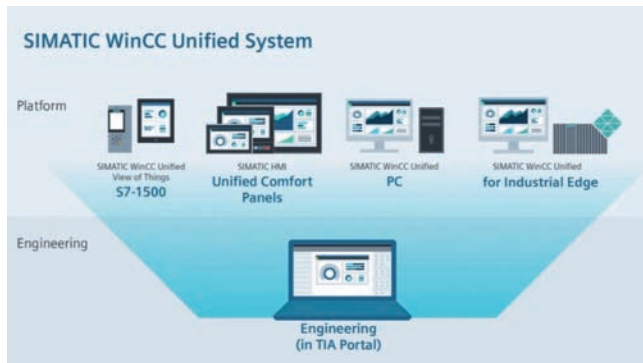 SIMATIC WinCC Unified System
Platform
SIMATIC WinCC Unified
View of Things
S7-1500
SIMATIC HMI
Unified Comfort
Panels
SIMATIC WinCC Unified
PC
SIMATIC WinCC Unified
for Industrial Edge
Engineering
Engineering
(in TIA Portal)